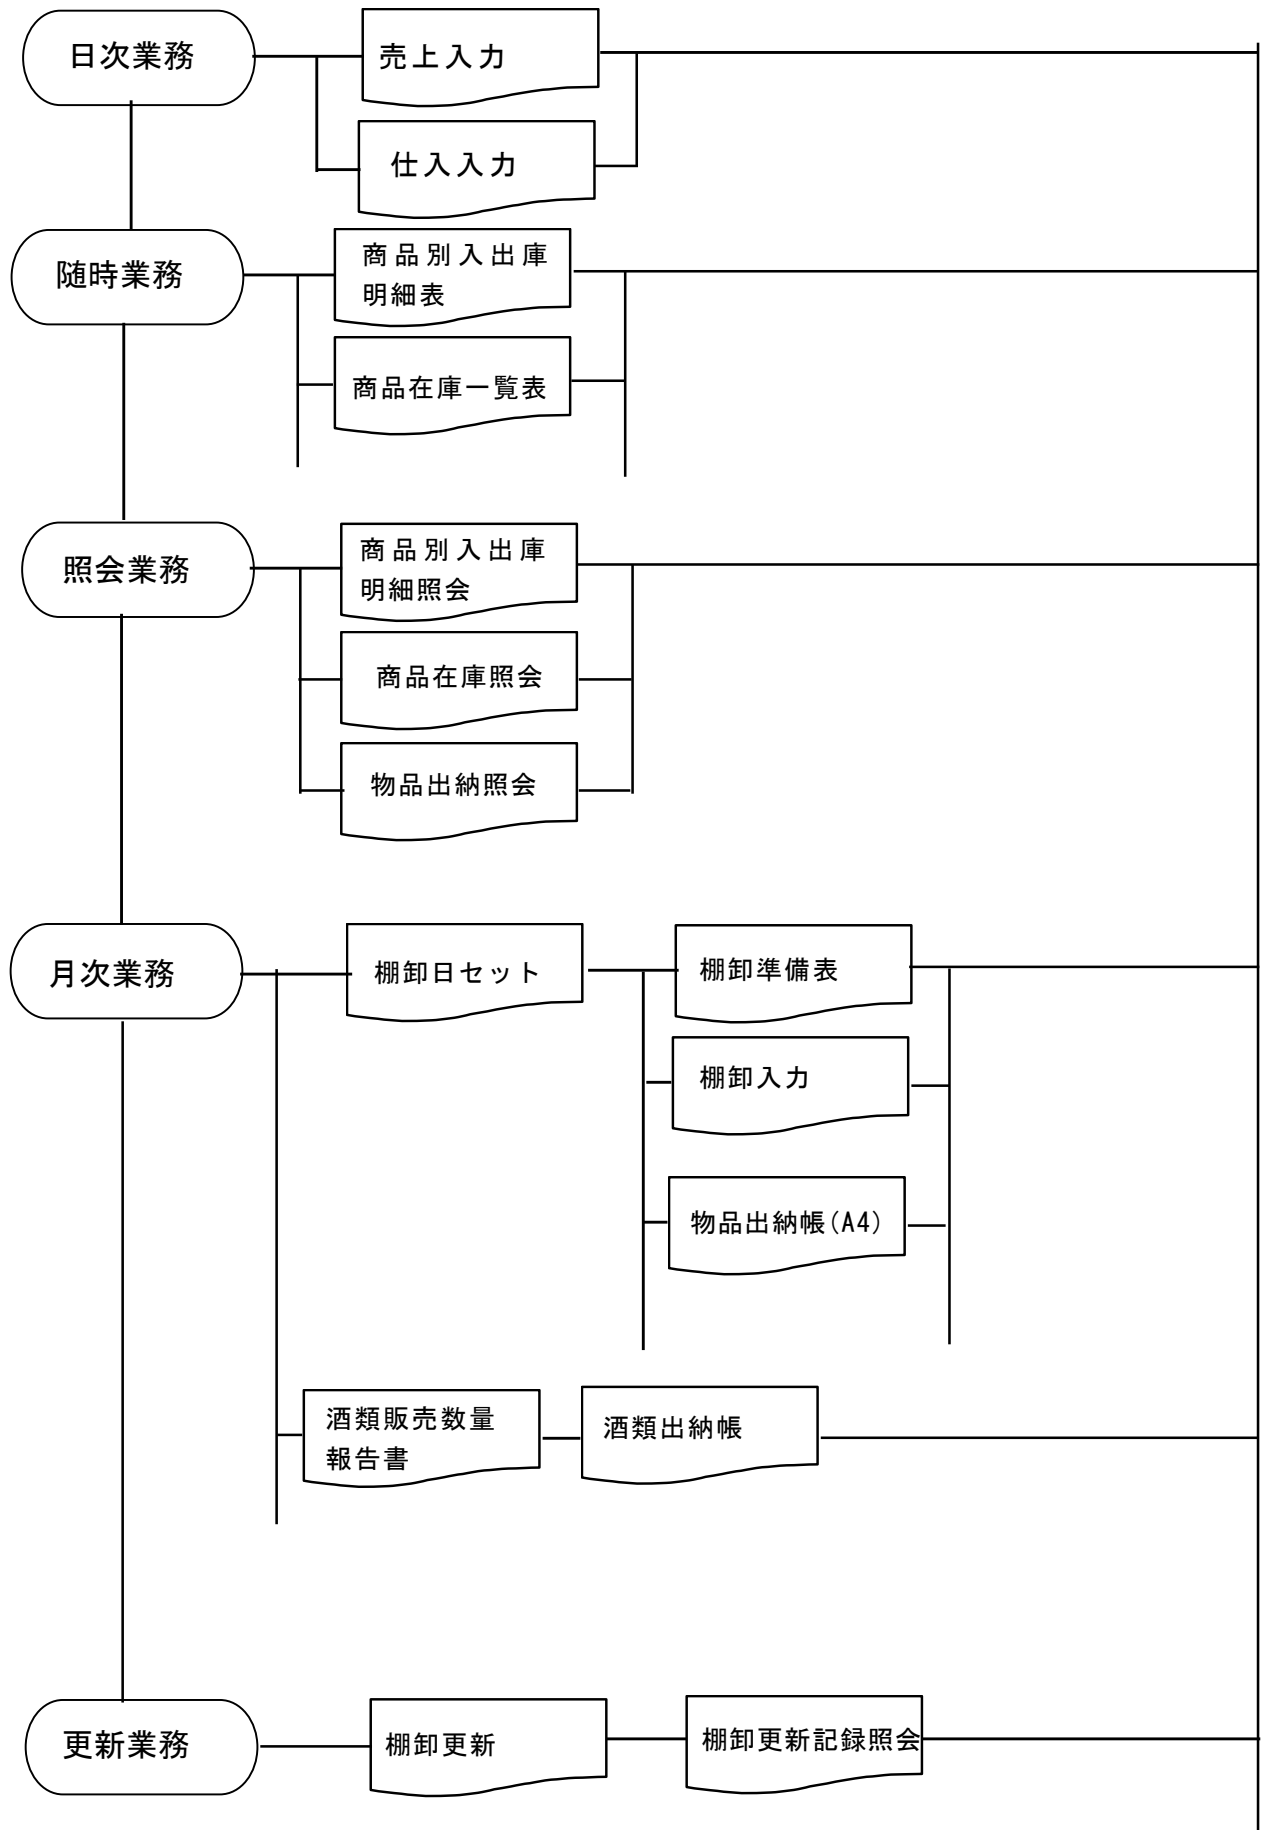 日次業務
売上入力
仕入入力
随時業務
商品別入出庫
明細表
商品在庫一覧表
照会業務
商品別入出庫
明細照会
商品在庫照会
物品出納照会
月次業務
棚卸日セット
棚卸準備表
棚卸入力
物品出納帳(A4)
酒類販売数量
報告書
酒類出納帳
更新業務
棚卸更新
棚卸更新記録照会